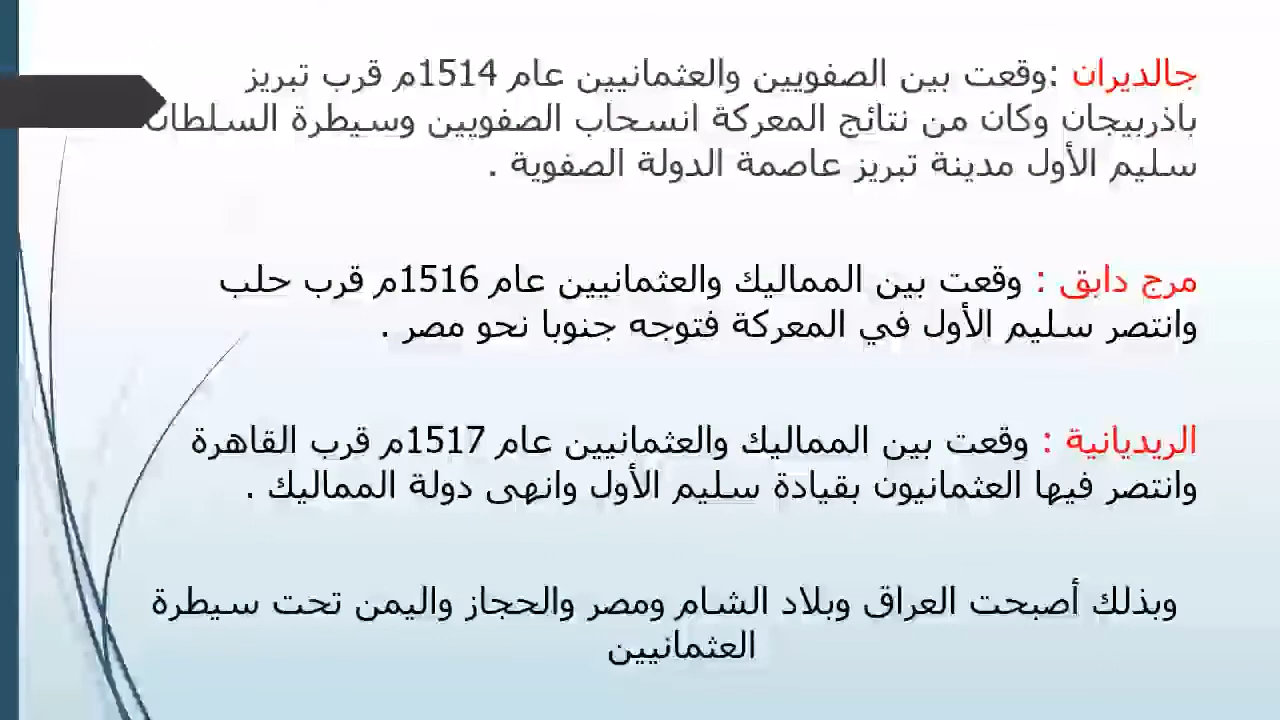 جالديران :وقعت بين الصفويين والعثمانيين عام 1514م قرب تبريز
باذربيجان وكان من نتائج المعركة انسحاب الصفويين وسيطرة السلطان
سليم الأول مدينة تبريز عاصمة الدولة الصفوية .
مرج دابق : وقعت بين المماليك والعثمانيين عام 1516م قرب حلب
وانتصر سليم الأول في المعركة فتوجه جنوبا نحو مصر .
الريديانية : وقعت بين المماليك والعثمانيين عام 1517م قرب القاهرة
وانتصر فيها العثمانيون بقيادة سليم الأول وانهى دولة المماليك .
وبذلك أصبحت العراق وبلاد الشام ومصر والحجاز واليمن تحت سيطرة
العثمانيين